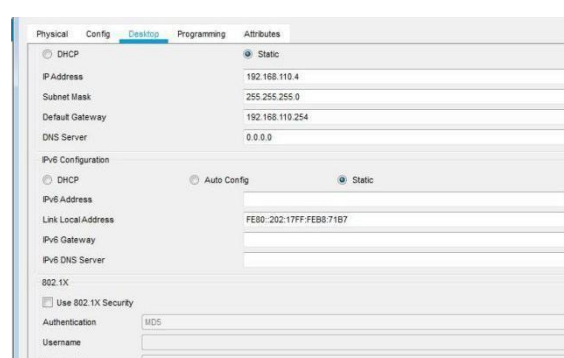 Physical Config Desktop Programming Attributes
DHCP Static
IP Address 192.168.110.4
Subnet Mask 255.255.255.0
Default Gateway 192.168.110.254
DNS Server 0.0.0.0
IPv6 Configuration
DHCP Auto Config Static
IPv6 Address
Link Local Address FE80::202:17FF:FEB8:71B7
IPv6 Gateway
IPv6 DNS Server
802.1X
Use 802.1X Security
Authentication MD5
Username